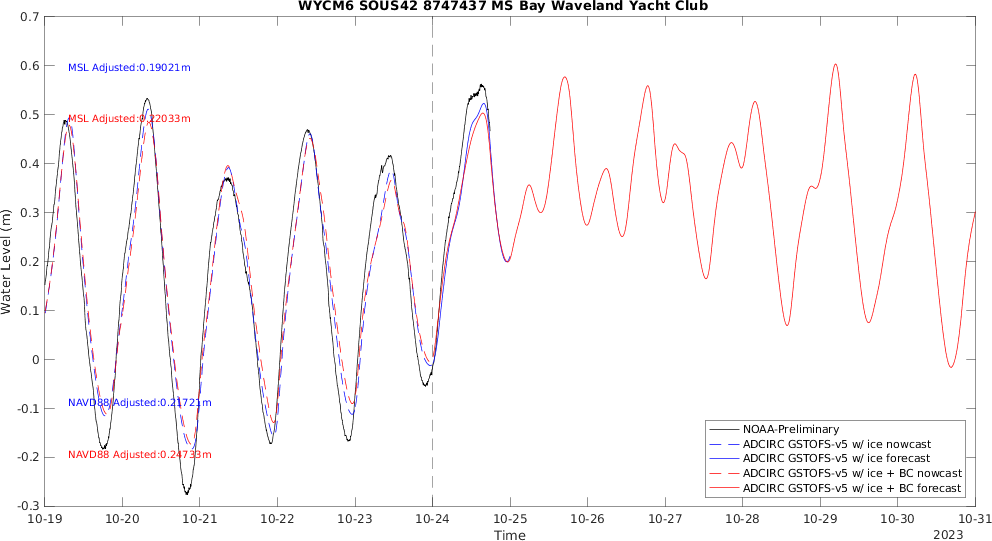 WYCM6 SOUS42 8747437 MS Bay Waveland Yacht Club
0.7
0.6
0.5
0.4
0.3
0.2
0.1
0
-0.1
-0.2
-0.3
Water Level (m)
MSL Adjusted:0.19021m
MSL Adjusted:0.22033m
NAVD88 Adjusted:0.21721m
NAVD88 Adjusted:0.24733m
NOAA-Preliminary
ADCIRC GSTOFS-v5 w/ ice nowcast
ADCIRC GSTOFS-v5 w/ ice forecast
ADCIRC GSTOFS-v5 w/ ice + BC nowcast
ADCIRC GSTOFS-v5 w/ ice + BC forecast
10-19 10-20 10-21 10-22 10-23 10-24 10-25 10-26 10-27 10-28 10-29 10-30 10-31
Time
2023